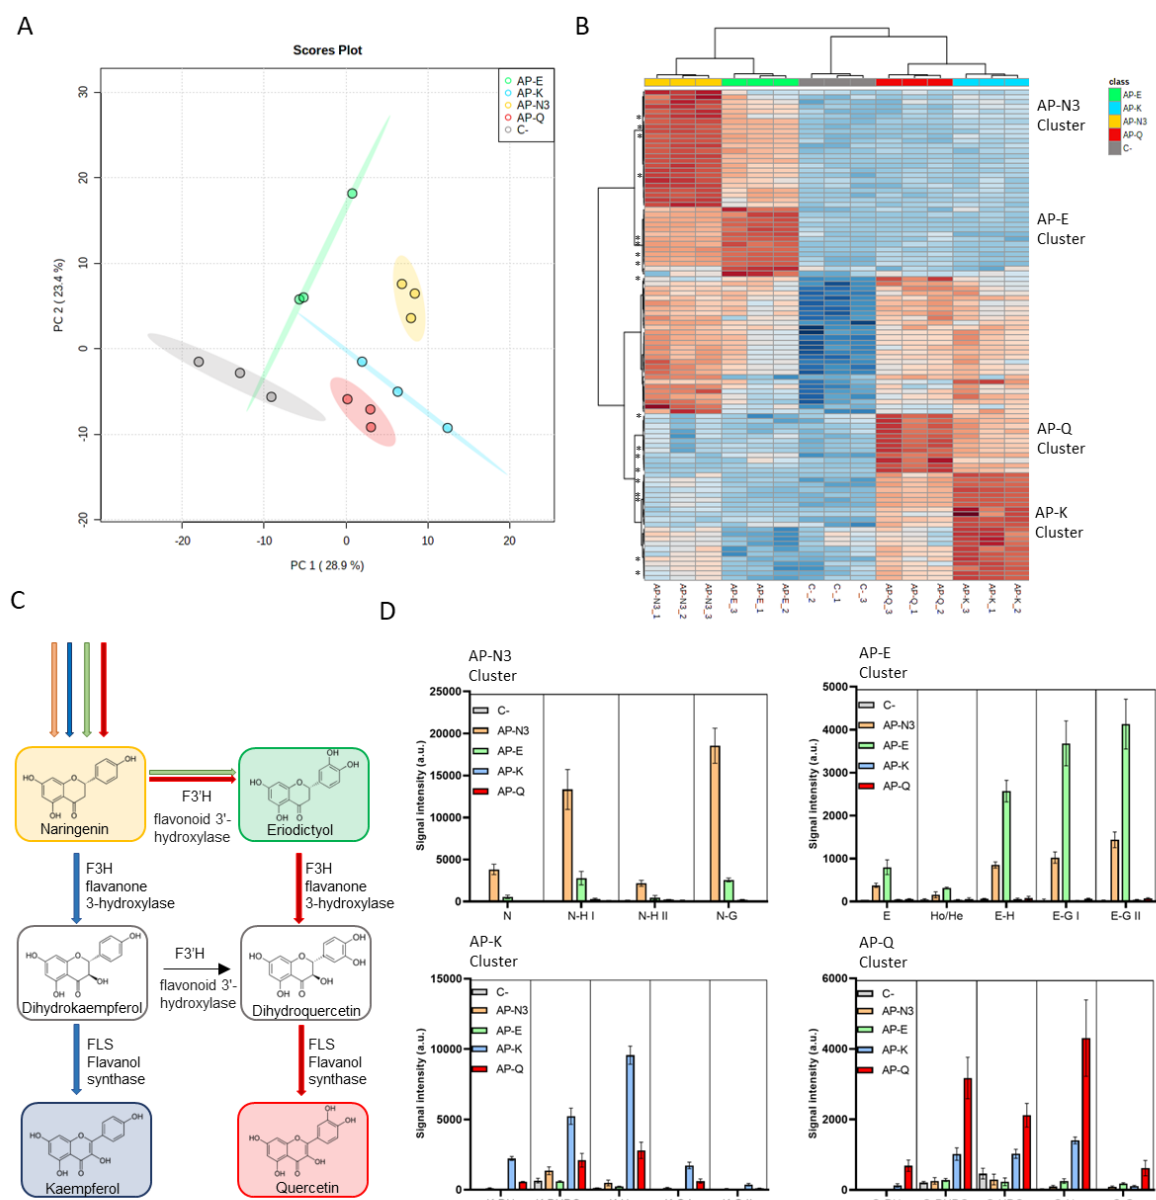 A
Scores Plot
AP-E
AP-K
AP-N3
AP-Q
C-
30
20
10
0
-10
-20
PC 2 ( 23.4 %)
-20
-10
0
10
20
PC 1 ( 28.9 %)
B
class
AP-E
AP-K
AP-N3
AP-Q
C-
AP-N3
Cluster
AP-E
Cluster
AP-Q
Cluster
AP-K
Cluster
AP-N3_1
AP-N3_2
AP-N3_3
AP-E_3
AP-E_1
AP-E_2
C-_2
C-_1
C-_3
AP-Q_3
AP-Q_1
AP-Q_2
AP-K_3
AP-K_1
AP-K_2
C
Naringenin
F3'H
flavonoid 3'-
hydroxylase
Eriodictyol
F3H
flavanone
3-hydroxylase
F3H
flavanone
3-hydroxylase
Dihydrokaempferol
F3'H
flavonoid 3'-
hydroxylase
Dihydroquercetin
FLS
Flavanol
synthase
FLS
Flavanol
synthase
Kaempferol
Quercetin
D
AP-N3
Cluster
25000
20000
15000
10000
5000
0
Signal intensity (a.u.)
C-
AP-N3
AP-E
AP-K
AP-Q
N
N-H I
N-H II
N-G
AP-E
Cluster
5000
4000
3000
2000
1000
0
Signal intensity (a.u.)
C-
AP-N3
AP-E
AP-K
AP-Q
E
Ho/He
E-H
E-G I
E-G II
AP-K
Cluster
15000
10000
5000
0
Signal intensity (a.u.)
C-
AP-N3
AP-E
AP-K
AP-Q
AP-Q
Cluster
6000
4000
2000
0
Signal intensity (a.u.)
C-
AP-N3
AP-E
AP-K
AP-Q